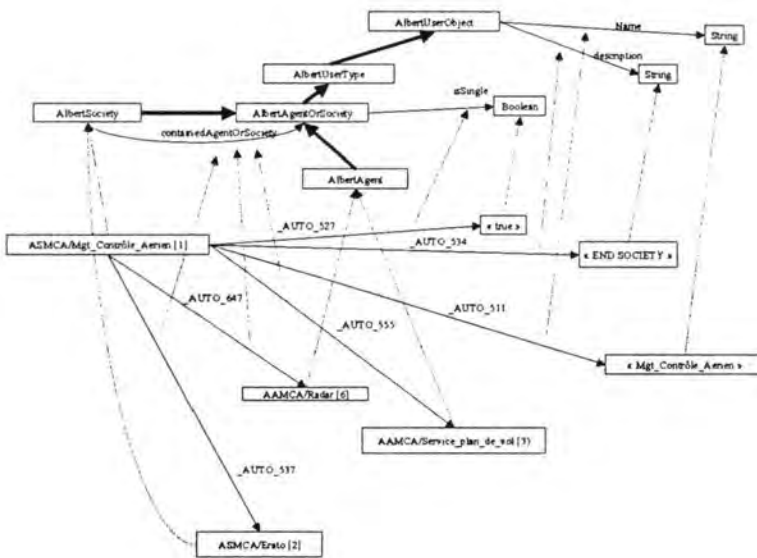 AlbertUserObject
Name
String
description
String
AlbertUserType
isSingle
Boolean
AlbertSociety
AlbertAgentOrSociety
containedAgentOrSociety
AlbertAgent
_AUTO_527
« true »
ASMCA/Mgt_Contrôle_Aerien [1]
_AUTO_534
« END SOCIETY »
_AUTO_647
_AUTO_555
_AUTO_511
« Mgt_Contrôle_Aerien »
AAMCA/Radar [6]
AAMCA/Service_plan_de_vol [3]
_AUTO_537
ASMCA/Erato [2]